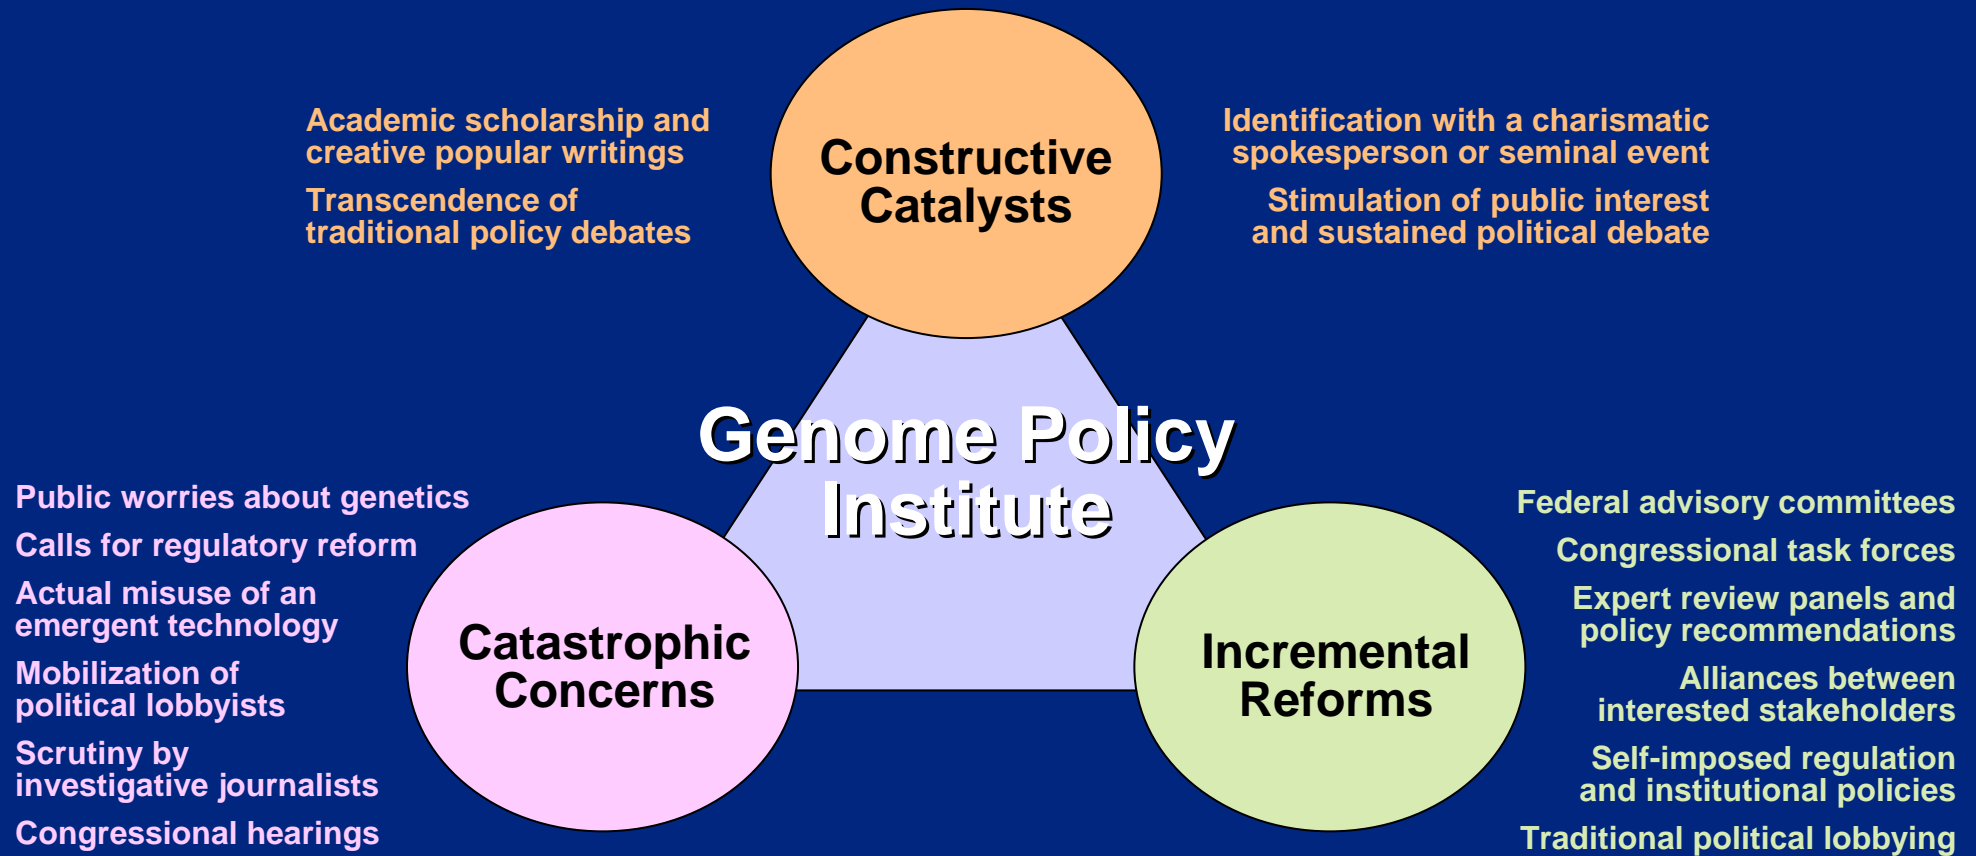 Academic scholarship and
creative popular writings
Transcendence of
traditional policy debates
Constructive
Catalysts
Identification with a charismatic
spokesperson or seminal event
Stimulation of public interest
and sustained political debate
Genome Policy
Institute
Public worries about genetics
Calls for regulatory reform
Actual misuse of an
emergent technology
Mobilization of
political lobbyists
Scrutiny by
investigative journalists
Congressional hearings
Catastrophic
Concerns
Incremental
Reforms
Federal advisory committees
Congressional task forces
Expert review panels and
policy recommendations
Alliances between
interested stakeholders
Self-imposed regulation
and institutional policies
Traditional political lobbying